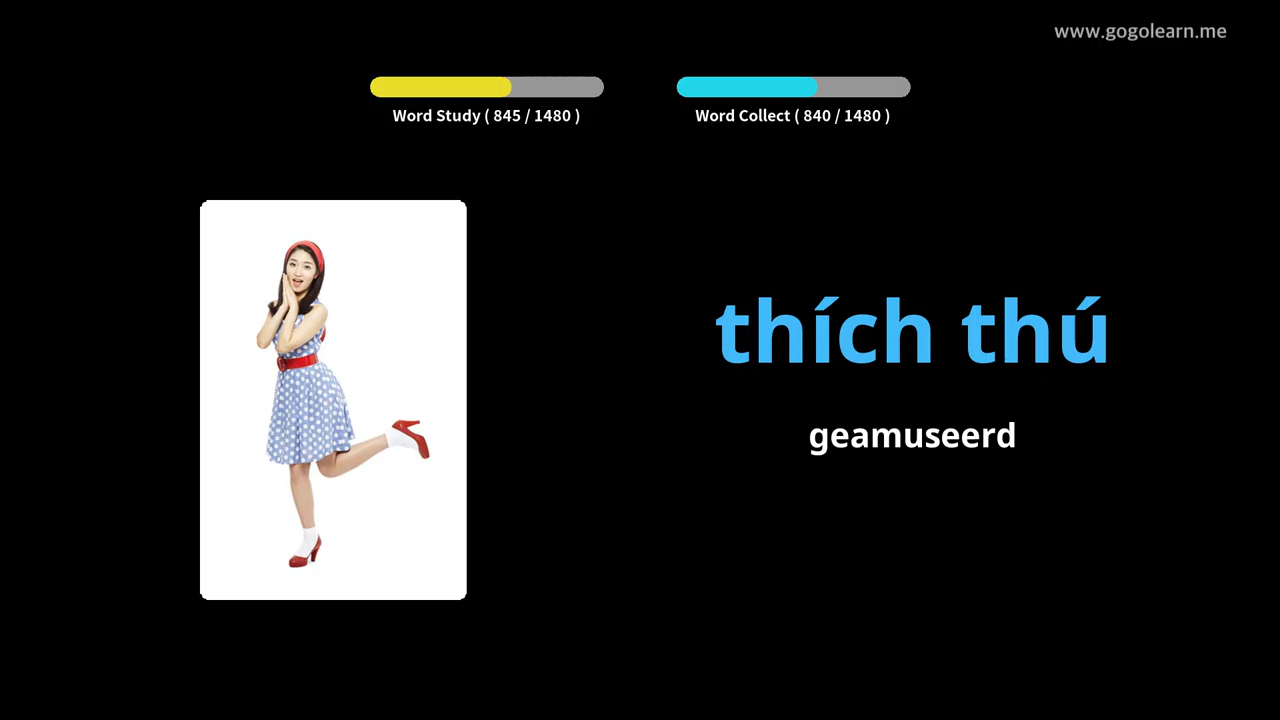 www.gogolearn.me
Word Study ( 845 / 1480 )
Word Collect ( 840 / 1480 )
thích thú
geamuseerd